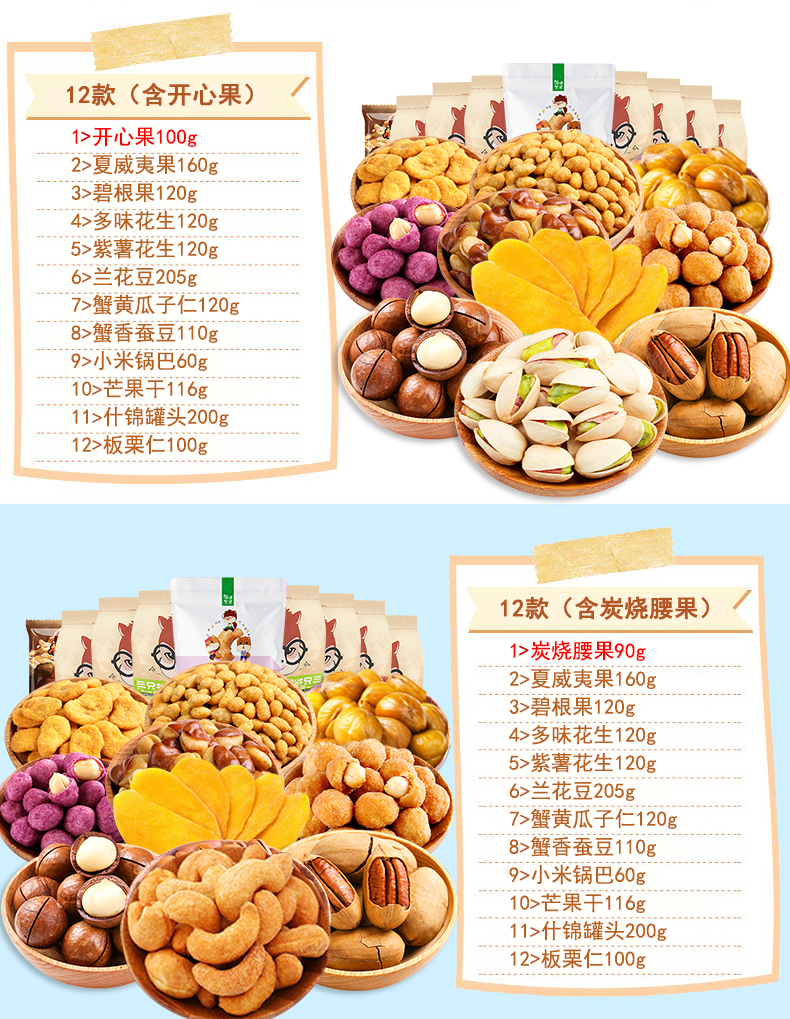 12款（含开心果）
1>开心果100g
2>夏威夷果160g
3>碧根果120g
4>多味花生120g
5>紫薯花生120g
6>兰花豆205g
7>蟹黄瓜子仁120g
8>蟹香蚕豆110g
9>小米锅巴60g
10>芒果干116g
11>什锦罐头200g
12>板栗仁100g
12款（含炭烧腰果）
1>炭烧腰果90g
2>夏威夷果160g
3>碧根果120g
4>多味花生120g
5>紫薯花生120g
6>兰花豆205g
7>蟹黄瓜子仁120g
8>蟹香蚕豆110g
9>小米锅巴60g
10>芒果干116g
11>什锦罐头200g
12>板栗仁100g